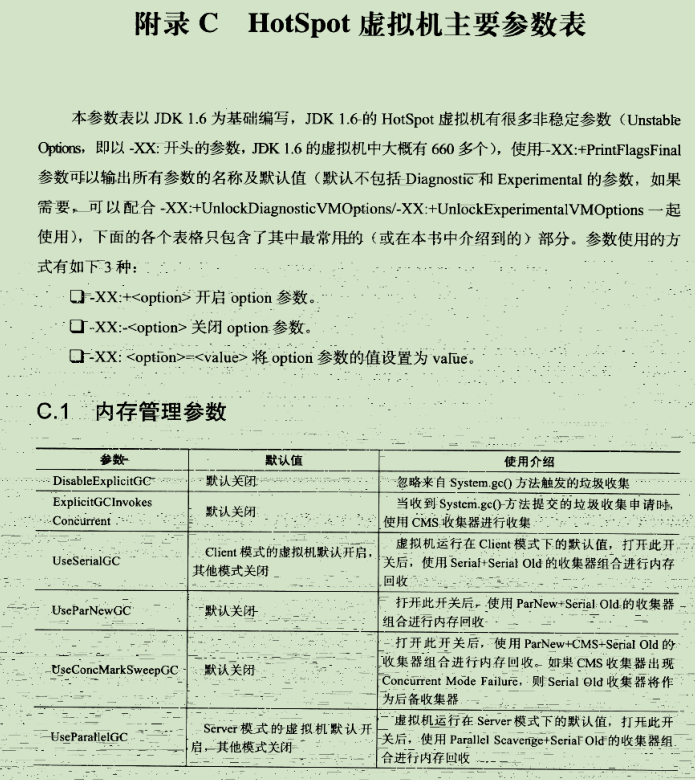 附录 C HotSpot 虚拟机主要参数表
本参数表以 JDK 1.6 为基础编写，JDK 1.6 的 HotSpot 虚拟机有很多非稳定参数（Unstable
Options，即以 -XX: 开头的参数，JDK 1.6 的虚拟机中大概有 660 多个），使用 -XX:+PrintFlagsFinal
参数可以输出所有参数的名称及默认值（默认不包括 Diagnostic 和 Experimental 的参数，如果
需要，可以配合 -XX:+UnlockDiagnosticVMOptions/-XX:+UnlockExperimentalVMOptions 一起
使用），下面的各个表格只包含了其中最常用的（或在本书中介绍到的）部分。参数使用的方
式有如下 3 种：
❑ -XX:+<option> 开启 option 参数。
❑ -XX:-<option> 关闭 option 参数。
❑ -XX: <option>=<value> 将 option 参数的值设置为 value。
C.1 内存管理参数
参数 默认值 使用介绍
DisableExplicitGC 默认关闭 忽略来自 System.gc() 方法触发的垃圾收集
ExplicitGCInvokes
Concurrent
默认关闭
当收到 System.gc() 方法提交的垃圾收集申请时，
使用 CMS 收集器进行收集
UseSerialGC
Client 模式的虚拟机默认开启，
其他模式关闭
虚拟机运行在 Client 模式下的默认值，打开此开
关后，使用 Serial+Serial Old 的收集器组合进行内存
回收
UseParNewGC
默认关闭
打开此开关后，使用 ParNew+Serial Old 的收集器
组合进行内存回收
UseConcMarkSweepGC
默认关闭
打开此开关后，使用 ParNew+CMS+Serial Old 的
收集器组合进行内存回收。如果 CMS 收集器出现
Concurrent Mode Failure，则 Serial Old 收集器将作
为后备收集器
UseParallelGC
Server 模式的虚拟机默认开
启，其他模式关闭
虚拟机运行在 Server 模式下的默认值，打开此开
关后，使用 Parallel Scavenge+Serial Old 的收集器组
合进行内存回收